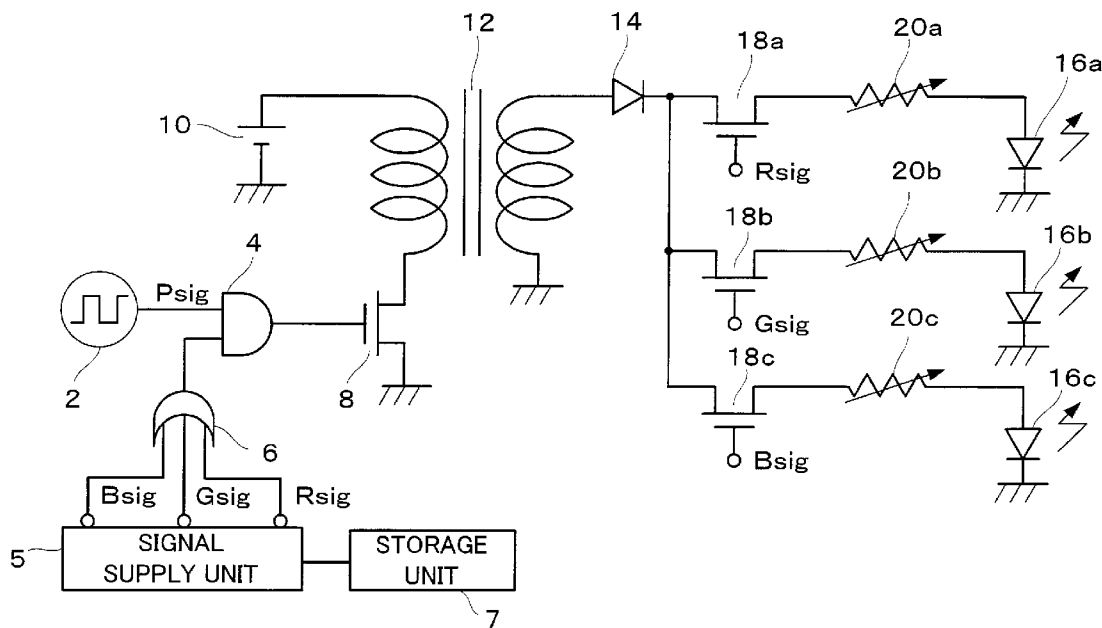 12
14
18a
20a
16a
10
Rsig
20b
18b
16b
4
Psig
Gsig
20c
2
8
18c
16c
6
Bsig
Bsig
Gsig
Rsig
5
SIGNAL
SUPPLY UNIT
STORAGE
UNIT
7